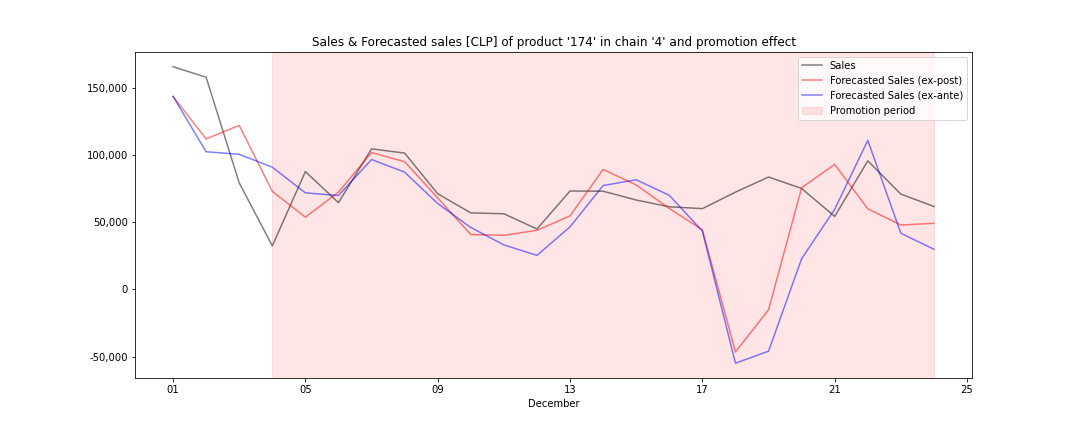 Sales & Forecasted sales [CLP] of product '174' in chain '4' and promotion effect
Sales
Forecasted Sales (ex-post)
Forecasted Sales (ex-ante)
Promotion period
150,000
100,000
50,000
0
-50,000
01 05 09 13 17 21 25
December